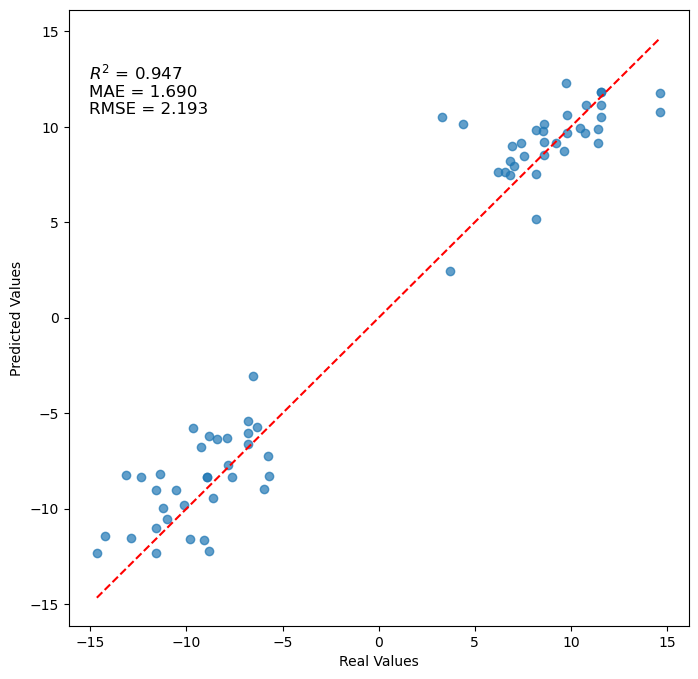 R² = 0.947
MAE = 1.690
RMSE = 2.193
15
10
5
0
−5
−10
−15
Predicted Values
−15 −10 −5 0 5 10 15
Real Values